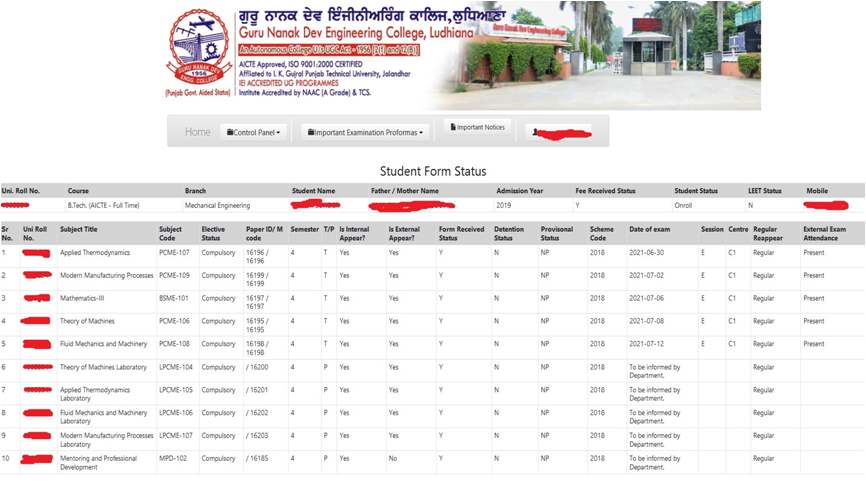 ਗੁਰੂ ਨਾਨਕ ਦੇਵ ਇੰਜੀਨੀਅਰਿੰਗ ਕਾਲਿਜ,ਲੁਧਿਆਣਾ
Guru Nanak Dev Engineering College, Ludhiana
An Autonomous College U/s UGC Act - 1956 [2(f) and 12(B)]
AICTE Approved, ISO 9001:2000 CERTIFIED
Affiliated to I. K. Gujral Punjab Technical University, Jalandhar
IEI ACCREDITED UG PROGRAMMES
Institute Accredited by NAAC (A Grade) & TCS.
GURU NANAK DEV
1956
ENGG. COLLEGE
(Punjab Govt. Aided Status)
Guru Nanak Dev Engineering College
Home Control Panel Important Examination Proformas Important Notices
Student Form Status
Uni. Roll No. Course Branch Student Name Father / Mother Name Admission Year Fee Received Status Student Status LEET Status Mobile
B.Tech. (AICTE - Full Time) Mechanical Engineering 2019 Y Onroll N
Sr Uni Roll Subject Title Subject Elective Paper ID/ M Semester T/P Is Internal Is External Form Received Detention Provisional Scheme Date of exam Session Centre Regular External Exam
No. No. Code Status code Appear? Appear? Status Status Status Code Reappear Attendance
1 Applied Thermodynamics PCME-107 Compulsory 16196 / 4 T Yes Yes Y N NP 2018 2021-06-30 E C1 Regular Present
16196
2 Modern Manufacturing Processes PCME-109 Compulsory 16199 / 4 T Yes Yes Y N NP 2018 2021-07-02 E C1 Regular Present
16199
3 Mathematics-III BSME-101 Compulsory 16197 / 4 T Yes Yes Y N NP 2018 2021-07-06 E C1 Regular Present
16197
4 Theory of Machines PCME-106 Compulsory 16195 / 4 T Yes Yes Y N NP 2018 2021-07-08 E C1 Regular Present
16195
5 Fluid Mechanics and Machinery PCME-108 Compulsory 16198 / 4 T Yes Yes Y N NP 2018 2021-07-12 E C1 Regular Present
16198
6 Theory of Machines Laboratory LPCME-104 Compulsory / 16200 4 P Yes Yes Y N NP 2018 To be informed by Regular
Department.
7 Applied Thermodynamics LPCME-105 Compulsory / 16201 4 P Yes Yes Y N NP 2018 To be informed by Regular
Laboratory Department.
8 Fluid Mechanics and Machinery LPCME-106 Compulsory / 16202 4 P Yes Yes Y N NP 2018 To be informed by Regular
Laboratory Department.
9 Modern Manufacturing Processes LPCME-107 Compulsory / 16203 4 P Yes Yes Y N NP 2018 To be informed by Regular
Laboratory Department.
10 Mentoring and Professional MPD-102 Compulsory / 16185 4 P Yes No Y N NP 2018 To be informed by Regular
Development Department.